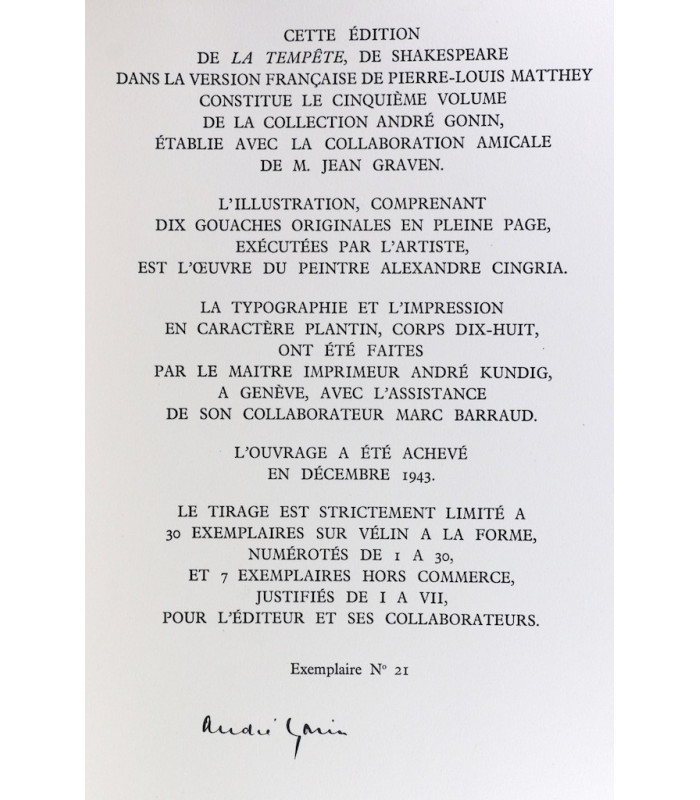 CETTE ÉDITION
DE LA TEMPÊTE, DE SHAKESPEARE
DANS LA VERSION FRANÇAISE DE PIERRE-LOUIS MATTHEY
CONSTITUE LE CINQUIÈME VOLUME
DE LA COLLECTION ANDRÉ GONIN,
ÉTABLIE AVEC LA COLLABORATION AMICALE
DE M. JEAN GRAVEN.
L'ILLUSTRATION, COMPRENANT
DIX GOUACHES ORIGINALES EN PLEINE PAGE,
EXÉCUTÉES PAR L'ARTISTE,
EST L'ŒUVRE DU PEINTRE ALEXANDRE CINGRIA.
LA TYPOGRAPHIE ET L'IMPRESSION
EN CARACTÈRE PLANTIN, CORPS DIX-HUIT,
ONT ÉTÉ FAITES
PAR LE MAITRE IMPRIMEUR ANDRÉ KUNDIG,
A GENÈVE, AVEC L'ASSISTANCE
DE SON COLLABORATEUR MARC BARRAUD.
L'OUVRAGE A ÉTÉ ACHEVÉ
EN DÉCEMBRE 1943.
LE TIRAGE EST STRICTEMENT LIMITÉ A
30 EXEMPLAIRES SUR VÉLIN A LA FORME,
NUMÉROTÉS DE 1 A 30,
ET 7 EXEMPLAIRES HORS COMMERCE,
JUSTIFIÉS DE I A VII,
POUR L'ÉDITEUR ET SES COLLABORATEURS.
Exemplaire Nº 21
André Gonin